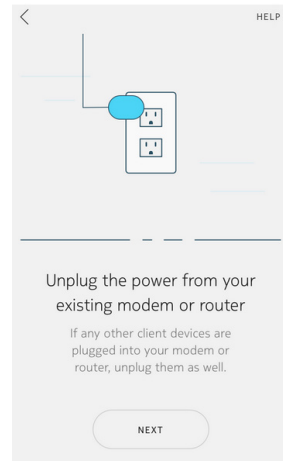 HELP
Unplug the power from your
existing modem or router
If any other client devices are
plugged into your modem or
router, unplug them as well.
NEXT